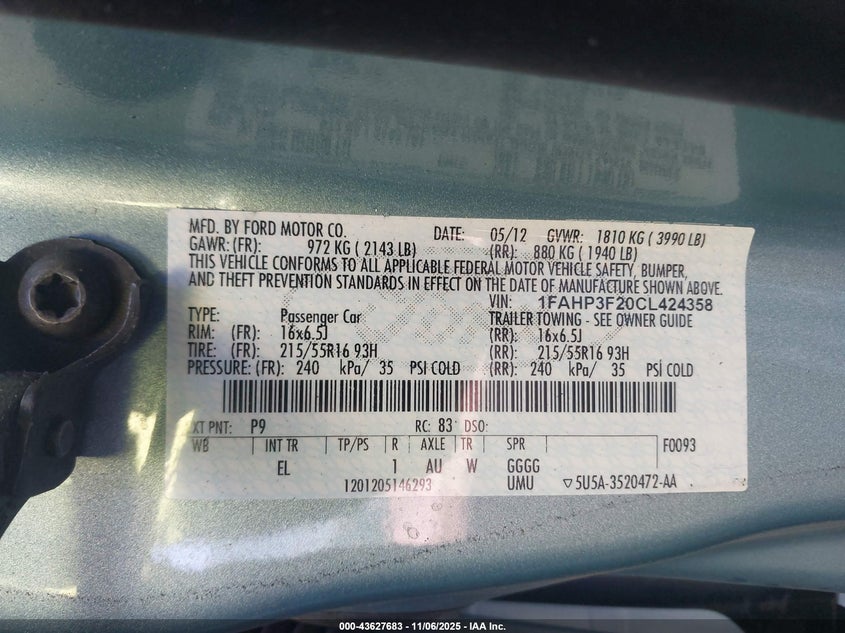 MFD. BY FORD MOTOR CO. DATE: 05/12 GVWR: 1810 KG ( 3990 LB)
GAWR: (FR): 972 KG ( 2143 LB) (RR): 880 KG ( 1940 LB)
THIS VEHICLE CONFORMS TO ALL APPLICABLE FEDERAL MOTOR VEHICLE SAFETY, BUMPER,
AND THEFT PREVENTION STANDARDS IN EFFECT ON THE DATE OF MANUFACTURE SHOWN ABOVE.
VIN: 1FAHP3F20CL424358
TYPE: Passenger Car TRAILER TOWING - SEE OWNER GUIDE
RIM: (FR): 16x6.5J (RR): 16x6.5J
TIRE: (FR): 215/55R16 93H (RR): 215/55R16 93H
PRESSURE: (FR): 240 kPa/ 35 PSI COLD (RR): 240 kPa/ 35 PSI COLD
EXT PNT: P9 RC: 83 DSO:
WB INT TR TP/PS R AXLE TR SPR F0093
EL 1 AU W GGGG
1201205146293 UMU ▽5U5A-3520472-AA
000-43627683 - 11/06/2025 - IAA Inc.